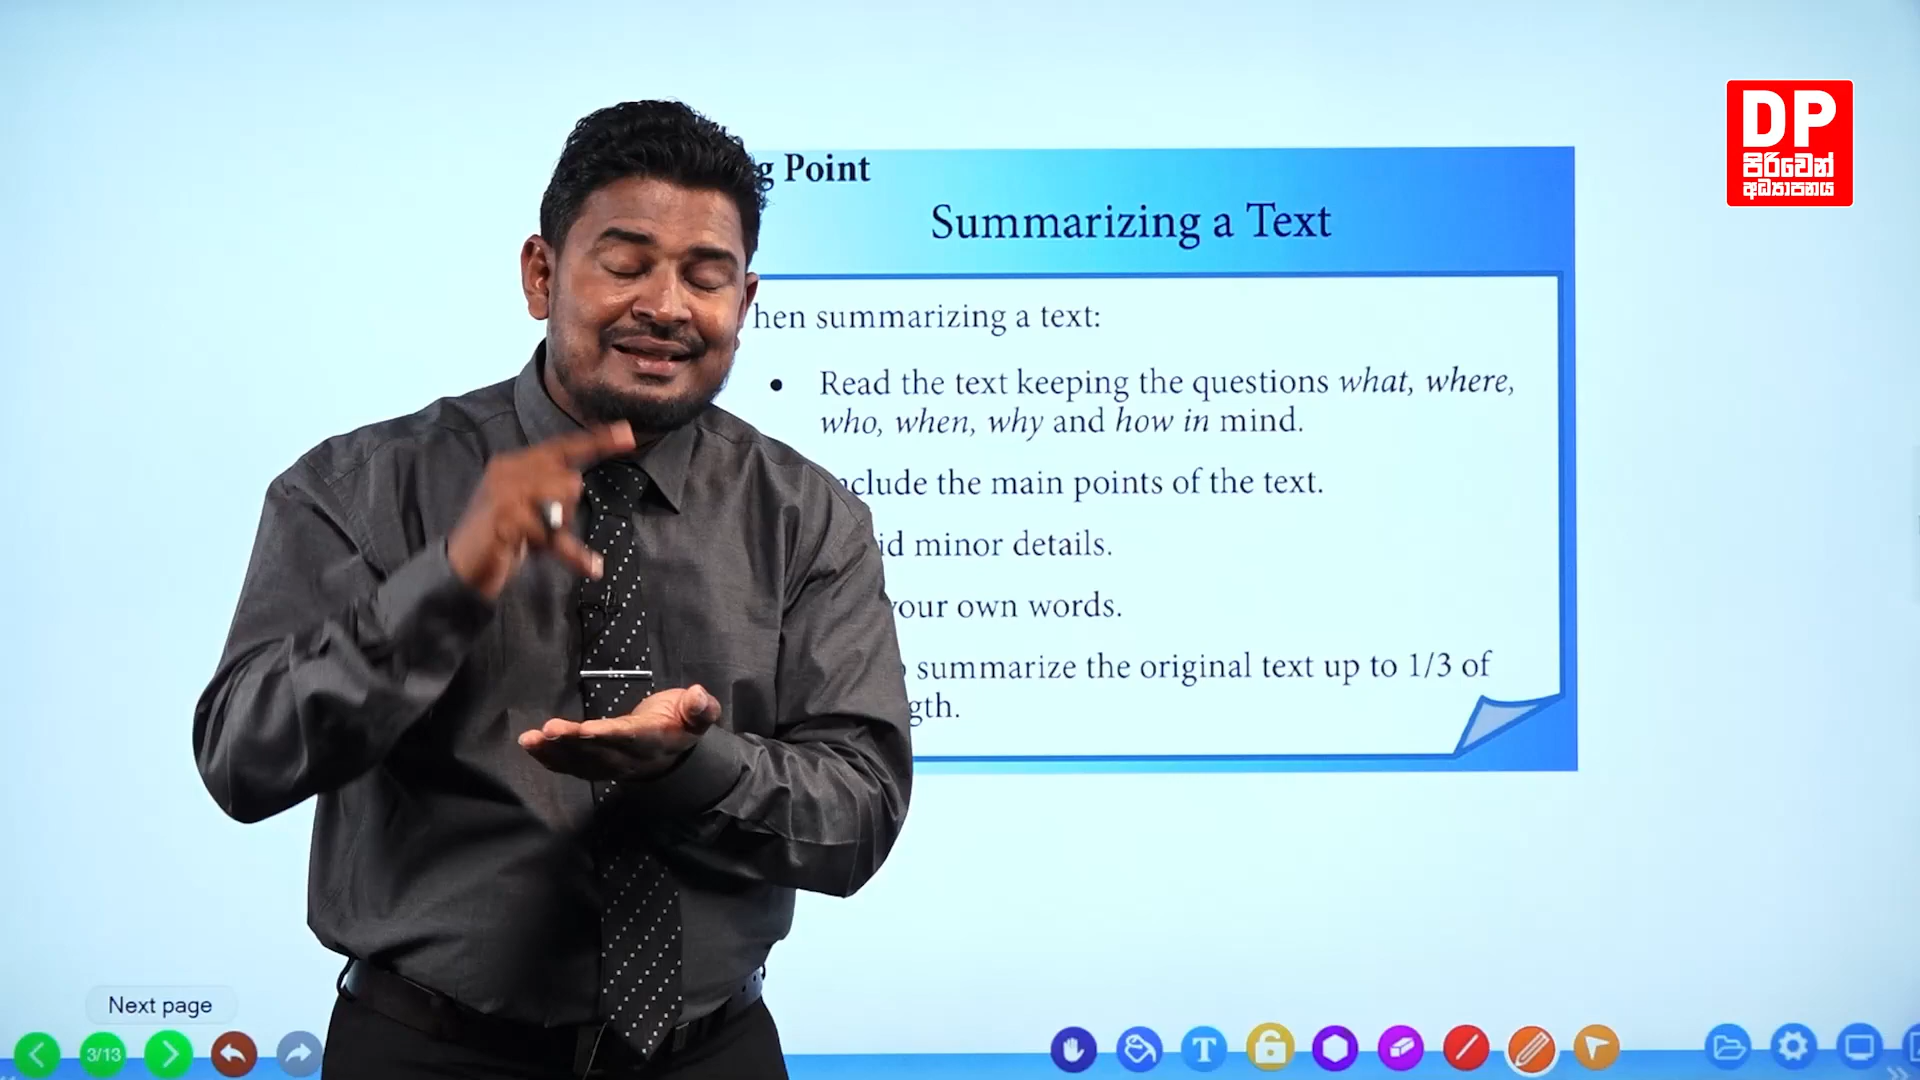 DP
පිරිවෙන්
අධ්‍යාපනය
Point
Summarizing a Text
hen summarizing a text:
• Read the text keeping the questions what, where,
who, when, why and how in mind.
nclude the main points of the text.
id minor details.
your own words.
summarize the original text up to 1/3 of
gth.
Next page
3/13
T